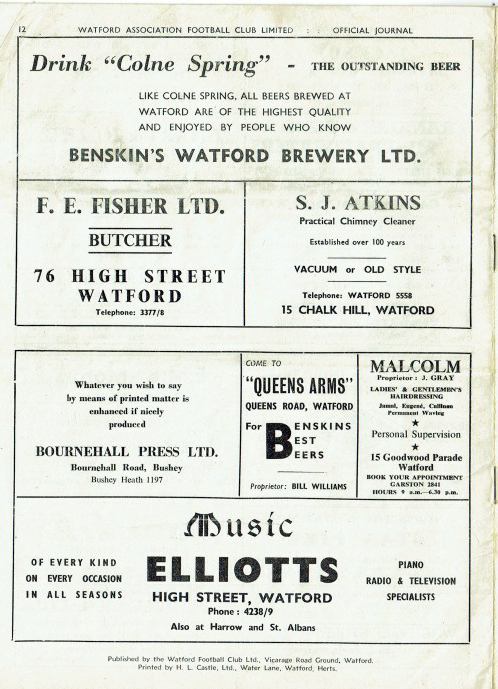 12 WATFORD ASSOCIATION FOOTBALL CLUB LIMITED : : OFFICIAL JOURNAL
Drink "Colne Spring" - THE OUTSTANDING BEER
LIKE COLNE SPRING, ALL BEERS BREWED AT
WATFORD ARE OF THE HIGHEST QUALITY
AND ENJOYED BY PEOPLE WHO KNOW
BENSKIN'S WATFORD BREWERY LTD.
F. E. FISHER LTD.
BUTCHER
76 HIGH STREET
WATFORD
Telephone: 3377/8
S. J. ATKINS
Practical Chimney Cleaner
Established over 100 years
VACUUM or OLD STYLE
Telephone: WATFORD 5558
15 CHALK HILL, WATFORD
Whatever you wish to say
by means of printed matter is
enhanced if nicely
produced
BOURNEHALL PRESS LTD.
Bournehall Road, Bushey
Bushey Heath 1197
COME TO
"QUEENS ARMS"
QUEENS ROAD, WATFORD
For BENSKINS
BEST
BEERS
Proprietor: BILL WILLIAMS
MALCOLM
Proprietor: J. GRAY
LADIES' & GENTLEMEN'S
HAIRDRESSING
Jamal, Eugené, Cullinan
Permanent Waving
★
Personal Supervision
★
15 Goodwood Parade
Watford
BOOK YOUR APPOINTMENT
GARSTON 2841
HOURS 9 a.m.—6.30 p.m.
Music
OF EVERY KIND
ON EVERY OCCASION
IN ALL SEASONS
ELLIOTTS
HIGH STREET, WATFORD
Phone: 4238/9
Also at Harrow and St. Albans
PIANO
RADIO & TELEVISION
SPECIALISTS
Published by the Watford Football Club Ltd., Vicarage Road Ground, Watford.
Printed by H. L. Castle, Ltd., Water Lane, Watford, Herts.